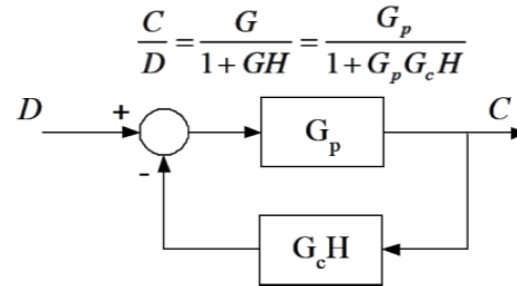 C/D = G/(1+GH) = G_p/(1+G_pG_cH)
D + G_p C
-
G_cH